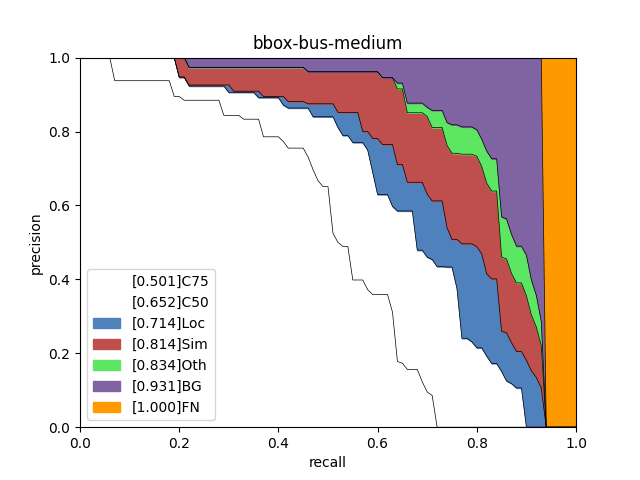 bbox-bus-medium
1.0
0.8
0.6
0.4
0.2
0.0
precision
[0.501]C75
[0.652]C50
[0.714]Loc
[0.814]Sim
[0.834]Oth
[0.931]BG
[1.000]FN
0.0 0.2 0.4 0.6 0.8 1.0
recall